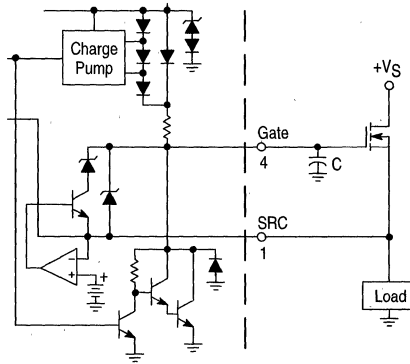 Charge
Pump
+VS
Gate
4
C
SRC
1
−
+
+
Load